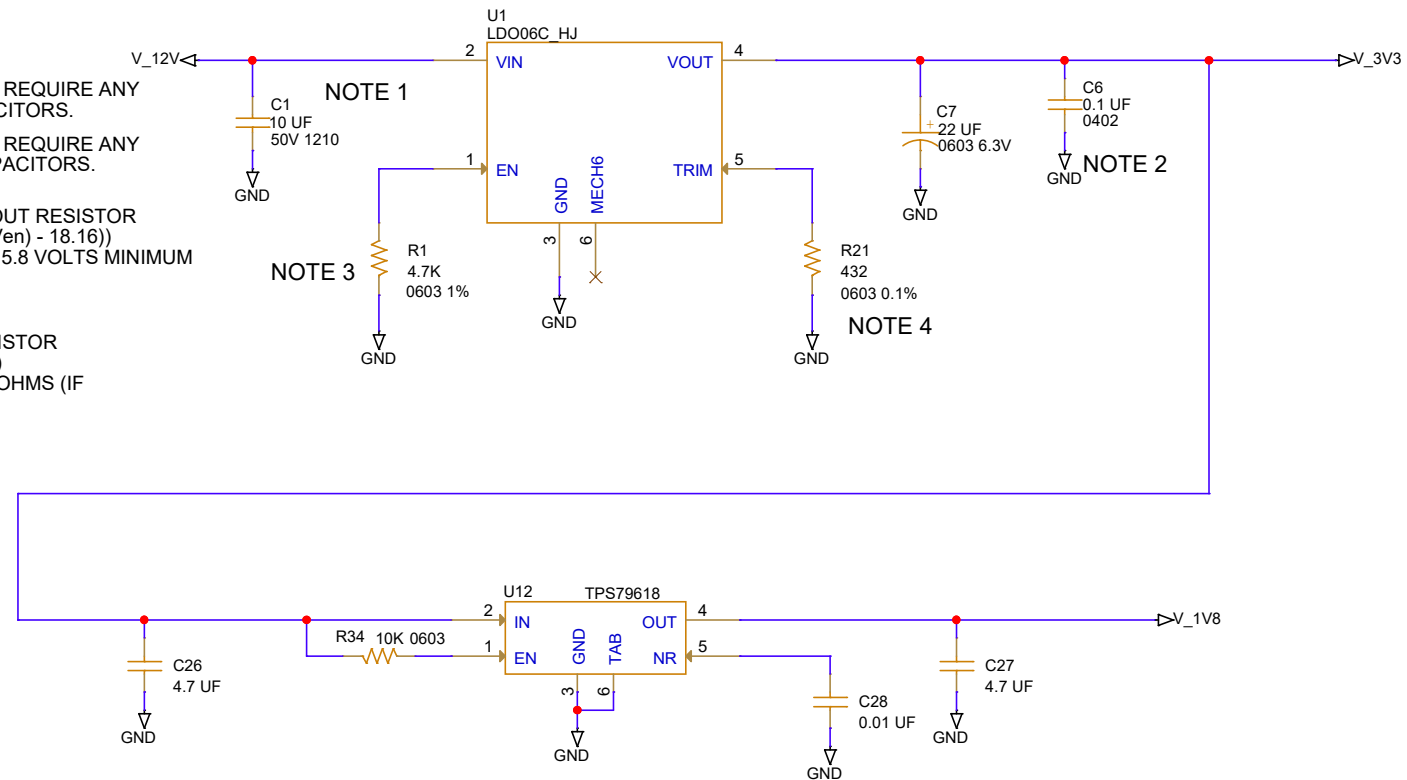 U1
LDO06C_HJ
V_12V
2
VIN
VOUT
4
V_3V3
REQUIRE ANY
CITORS.
NOTE 1
C1
10 UF
50V 1210
GND
REQUIRE ANY
PACITORS.
C7
+
22 UF
0603 6.3V
GND
C6
0.1 UF
0402
GND
NOTE 2
1
EN
GND
MECH6
TRIM
5
3
6
GND
OUT RESISTOR
Ven) - 18.16))
5.8 VOLTS MINIMUM
NOTE 3
R1
4.7K
0603 1%
GND
R21
432
0603 0.1%
NOTE 4
GND
ISTOR
)
OHMS (IF
U12
TPS79618
2
IN
OUT
4
V_1V8
R34
10K 0603
1
EN
GND
TAB
NR
5
3
6
GND
C26
4.7 UF
GND
C28
0.01 UF
GND
C27
4.7 UF
GND